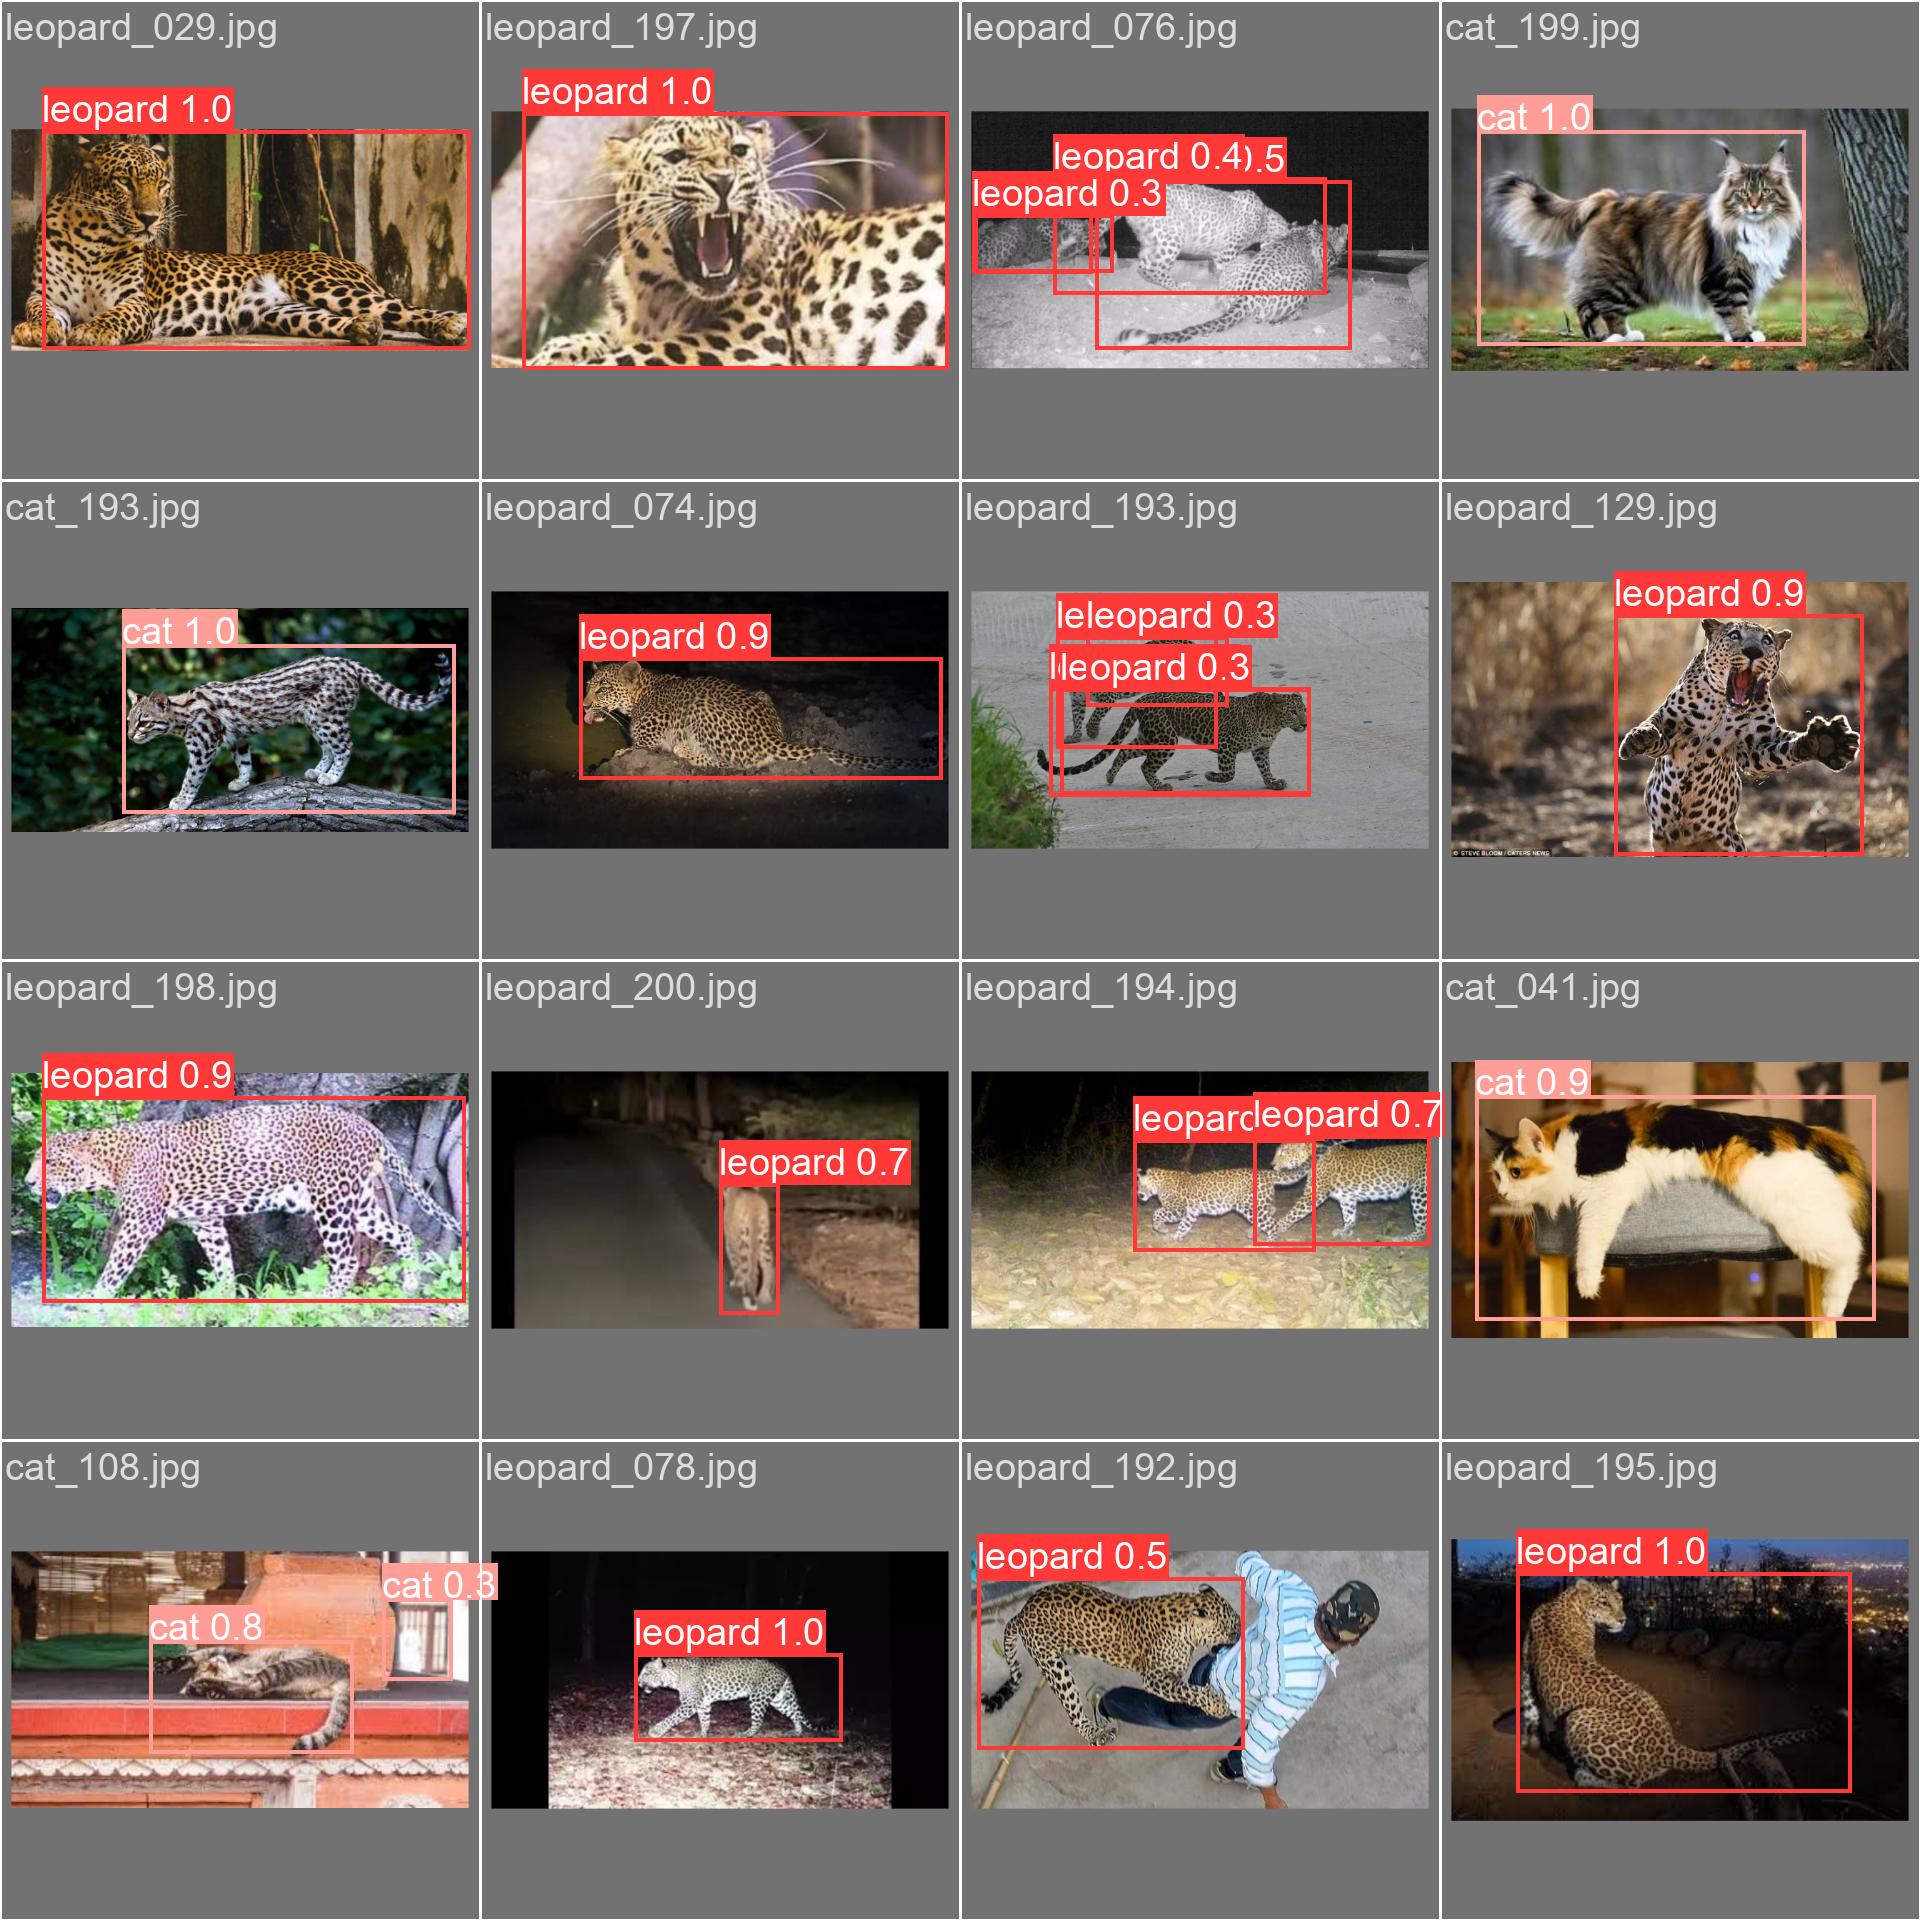 leopard_029.jpg
leopard 1.0
leopard_197.jpg
leopard 1.0
leopard_076.jpg
leopard 0.4
.5
leopard 0.3
cat_199.jpg
cat 1.0
cat_193.jpg
cat 1.0
leopard_074.jpg
leopard 0.9
leopard_193.jpg
leleopard 0.3
leopard 0.3
leopard_129.jpg
leopard 0.9
© STEVE BLOOM / CATERS NEWS
leopard_198.jpg
leopard 0.9
leopard_200.jpg
leopard 0.7
leopard_194.jpg
leopard
leopard 0.7
cat_041.jpg
cat 0.9
cat_108.jpg
cat 0.3
cat 0.8
leopard_078.jpg
leopard 1.0
leopard_192.jpg
leopard 0.5
leopard_195.jpg
leopard 1.0